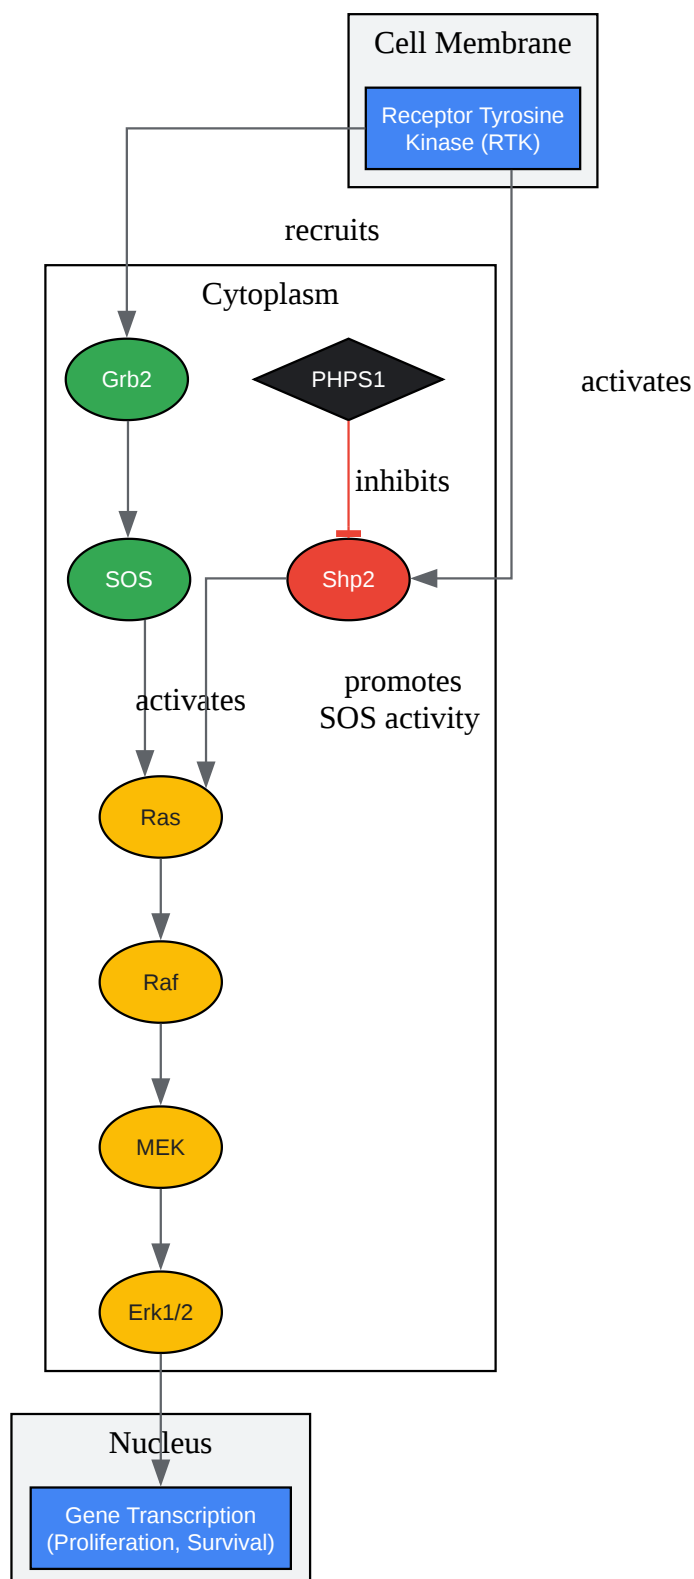 Cell Membrane
Receptor Tyrosine
Kinase (RTK)
recruits
Cytoplasm
Grb2
PHPS1
activates
inhibits
SOS
Shp2
activates
promotes
SOS activity
Ras
Raf
MEK
Erk1/2
Nucleus
Gene Transcription
(Proliferation, Survival)